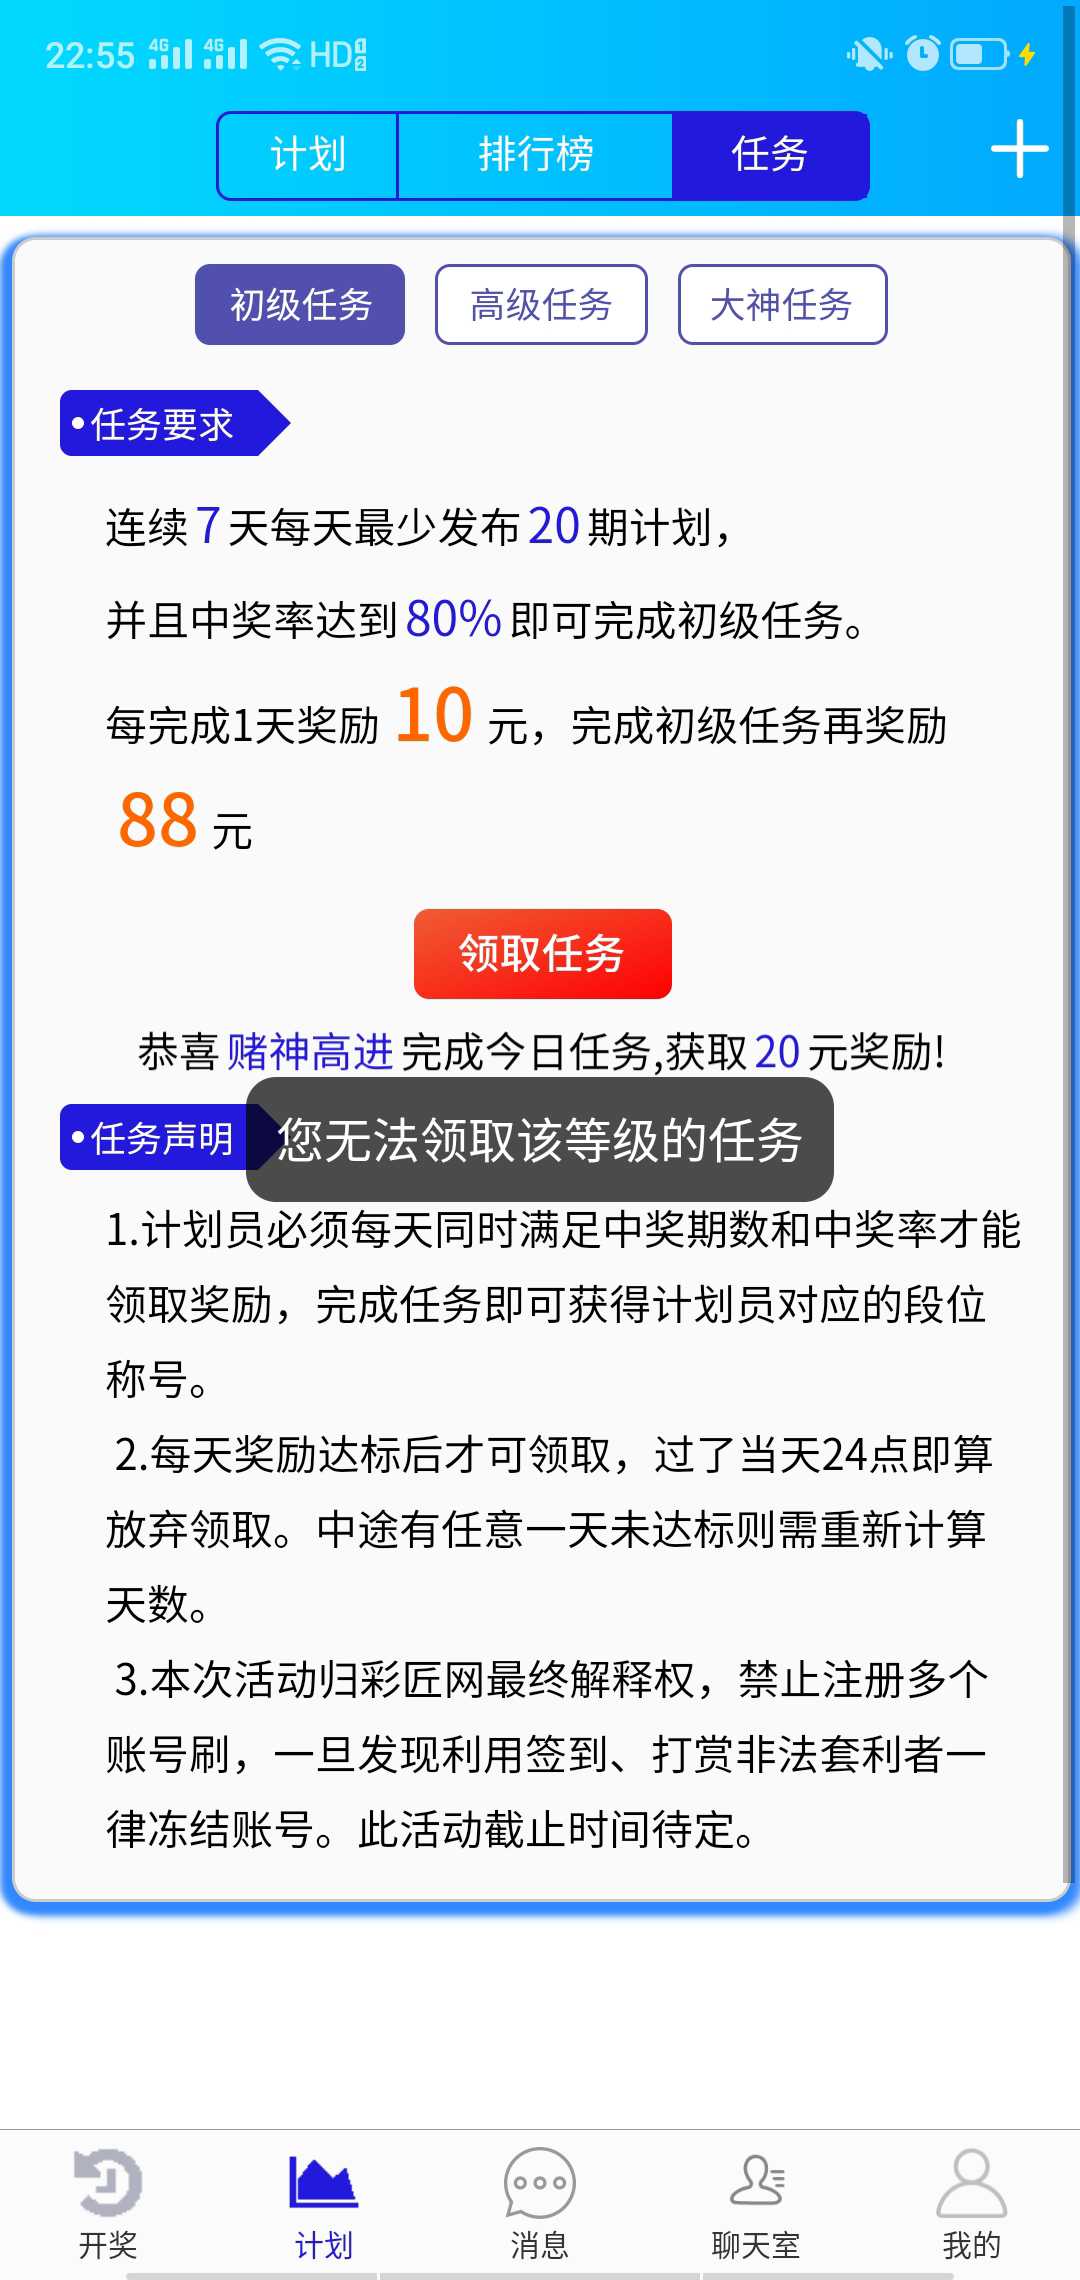 22:55 4G 4G HD 1 2
计划 排行榜 任务
初级任务 高级任务 大神任务
任务要求
连续7天每天最少发布20期计划，
并且中奖率达到80%即可完成初级任务。
每完成1天奖励 10 元，完成初级任务再奖励
88 元
领取任务
恭喜赌神高进完成今日任务,获取20元奖励!
任务声明
您无法领取该等级的任务
1.计划员必须每天同时满足中奖期数和中奖率才能
领取奖励，完成任务即可获得计划员对应的段位
称号。
2.每天奖励达标后才可领取，过了当天24点即算
放弃领取。中途有任意一天未达标则需重新计算
天数。
3.本次活动归彩匠网最终解释权，禁止注册多个
账号刷，一旦发现利用签到、打赏非法套利者一
律冻结账号。此活动截止时间待定。
开奖 计划 消息 聊天室 我的